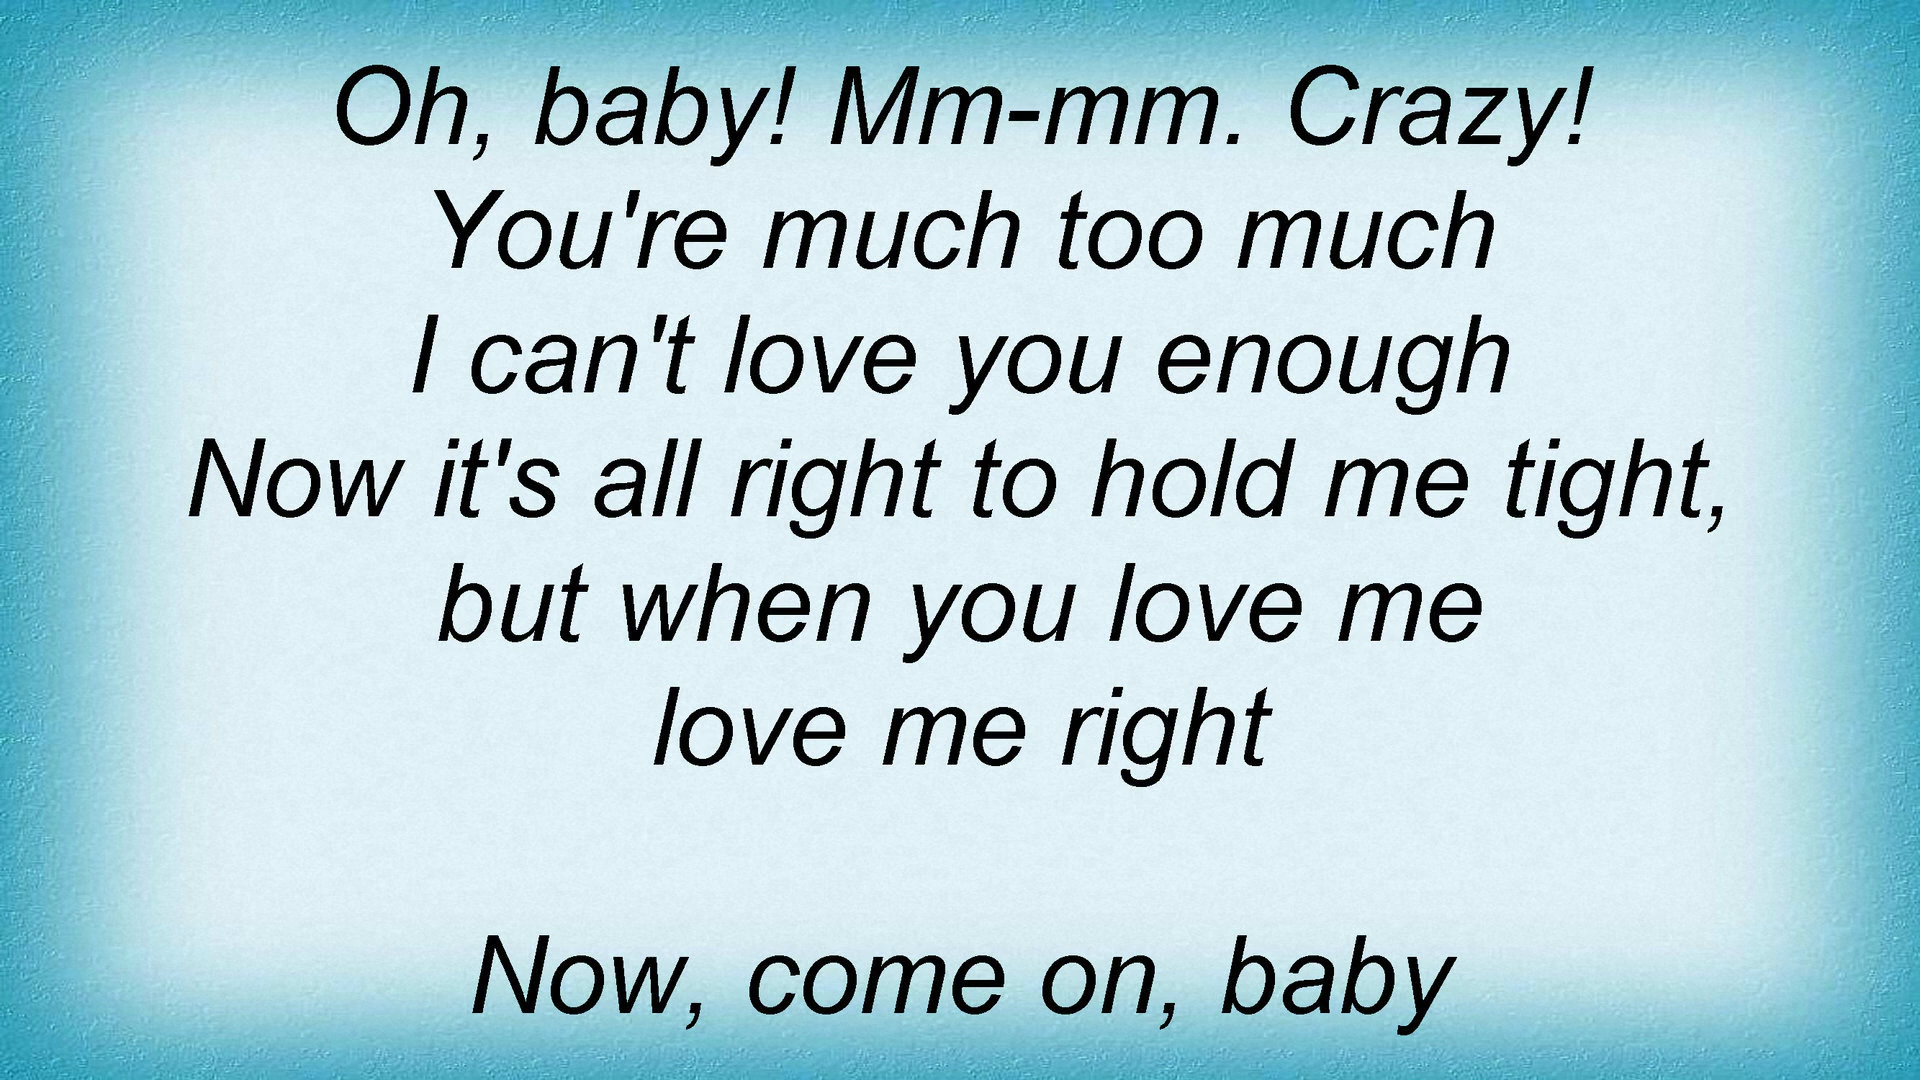 Oh, baby! Mm-mm. Crazy!
You're much too much
I can't love you enough
Now it's all right to hold me tight,
but when you love me
love me right
Now, come on, baby